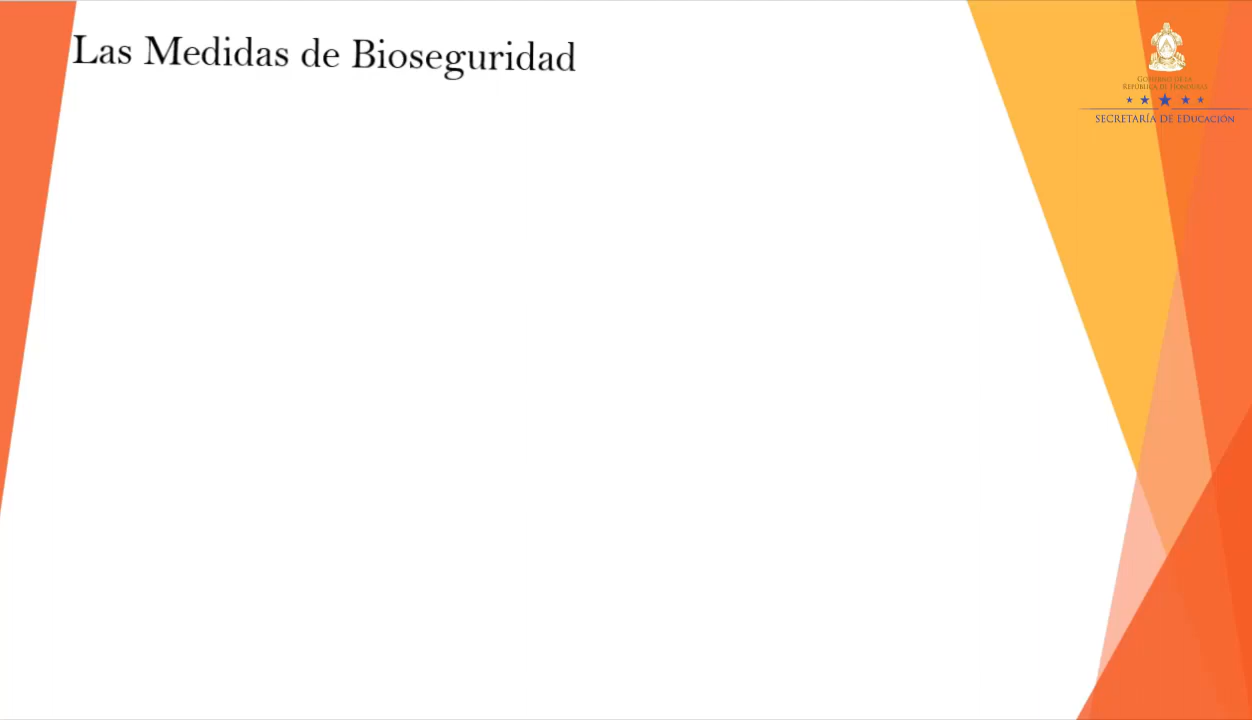 Las Medidas de Bioseguridad
GOBIERNO DE LA
REPÚBLICA DE HONDURAS
SECRETARÍA DE EDUCACIÓN